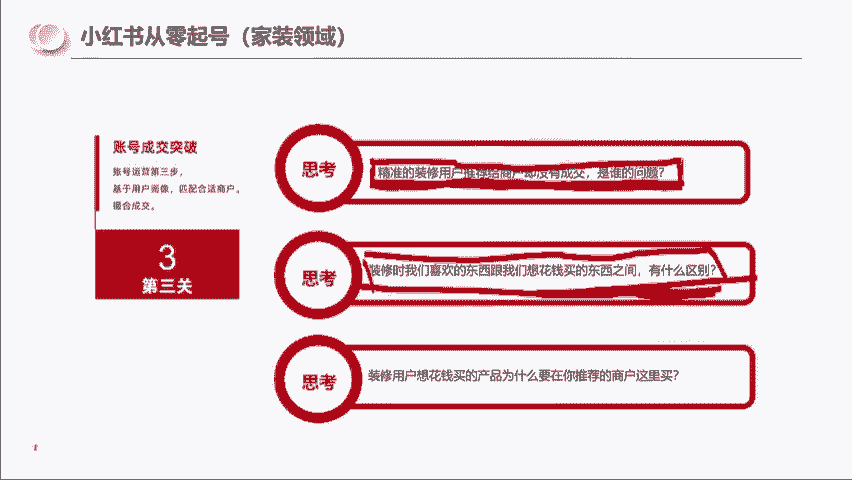 小红书从零起号（家装领域）
账号成交突破
账号运营第三步，
基于用户画像，匹配合适商户，
撮合成交。
3
第三关
思考
精准的装修用户推荐给商户却没有成交，是谁的问题？
思考
装修时我们喜欢的东西跟我们想花钱买的东西之间，有什么区别？
思考
装修用户想花钱买的产品为什么要在你推荐的商户这里买？